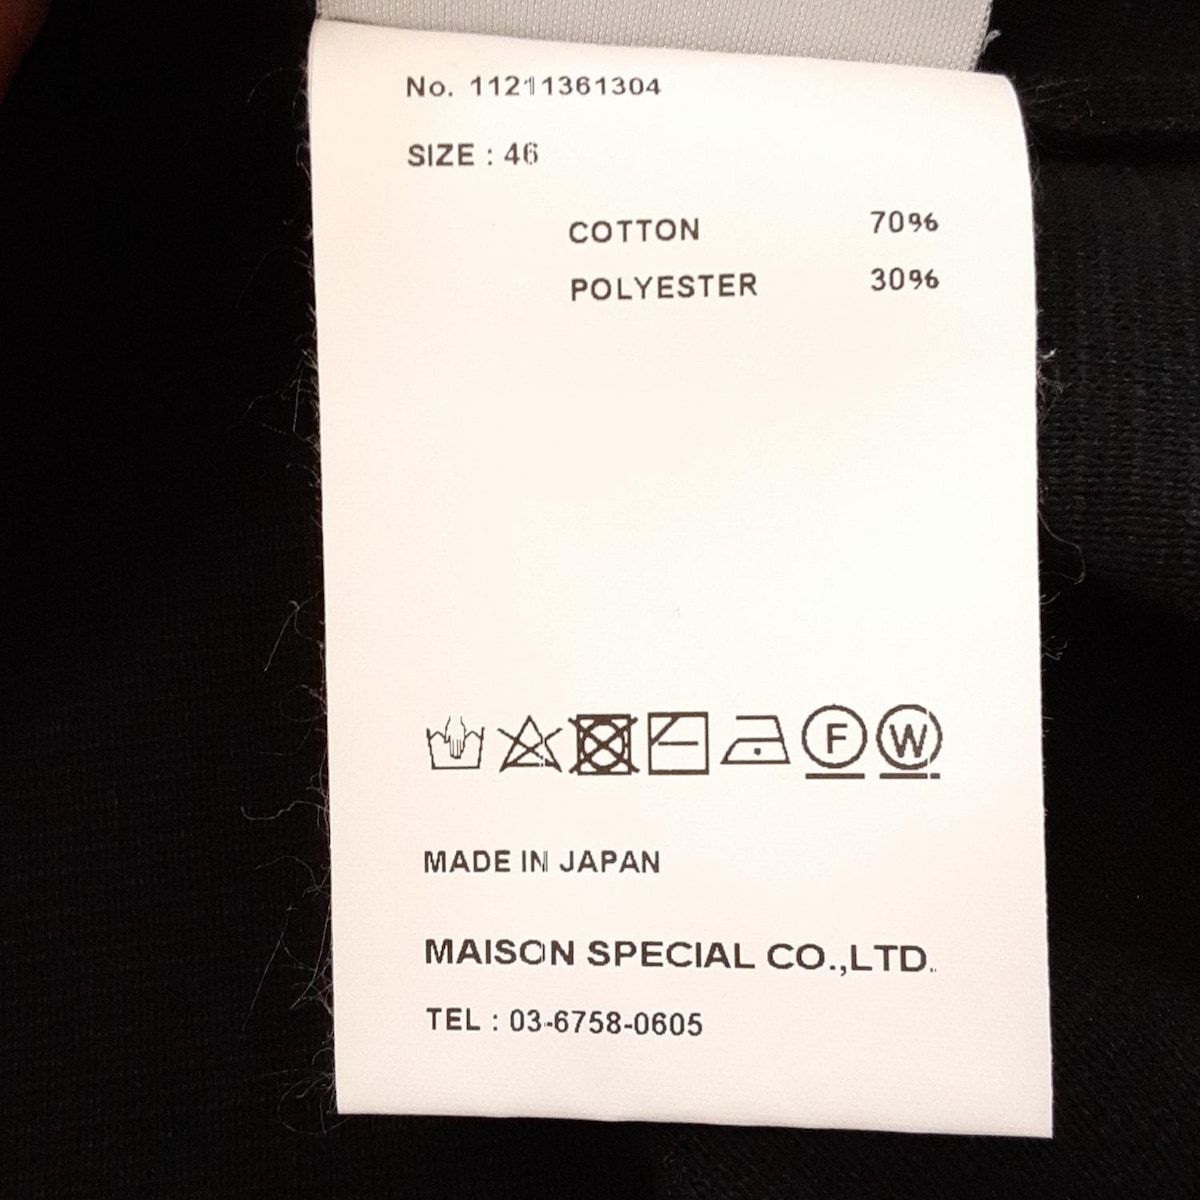 No. 11211361304
SIZE : 46
COTTON 70%
POLYESTER 30%
F W
MADE IN JAPAN
MAISON SPECIAL CO.,LTD.
TEL : 03-6758-0605